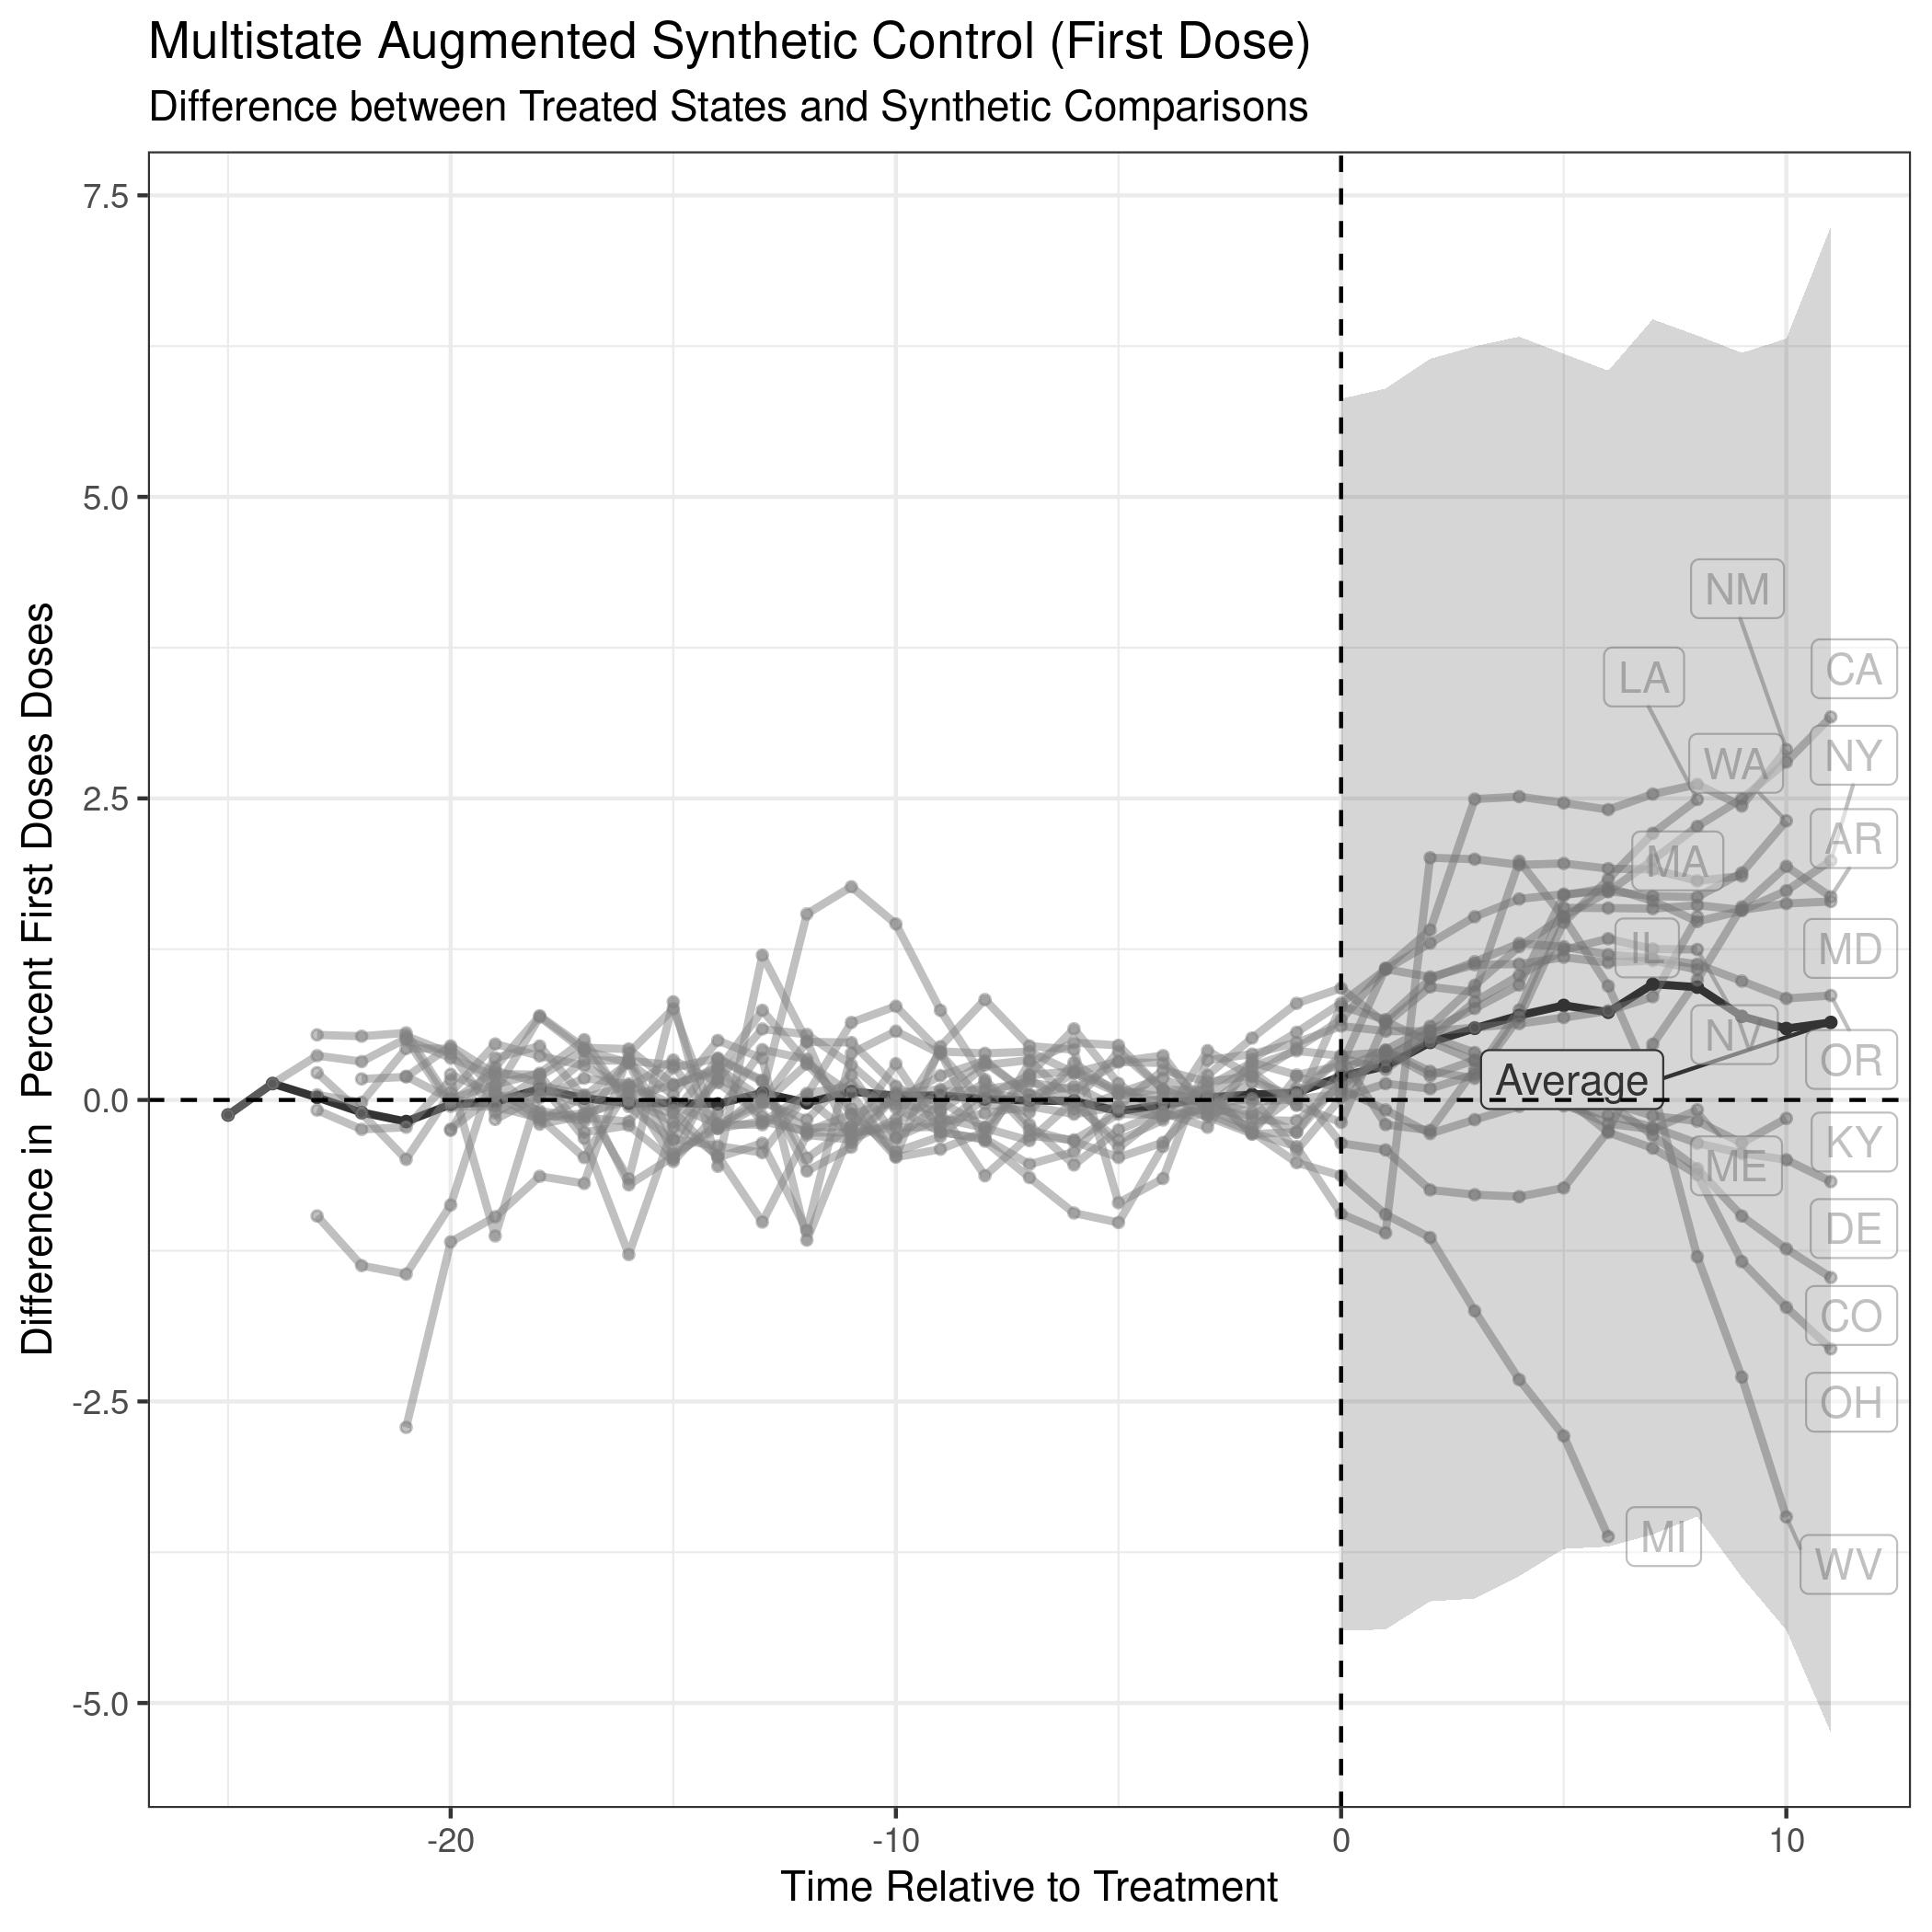 Multistate Augmented Synthetic Control (First Dose)
Difference between Treated States and Synthetic Comparisons
Difference in  Percent First Doses Doses
7.5
5.0
2.5
0.0
-2.5
-5.0
NM
CA
LA
NY
WA
AR
MA
IL
MD
NV
OR
Average
KY
ME
DE
CO
OH
MI
WV
-20
-10
0
10
Time Relative to Treatment